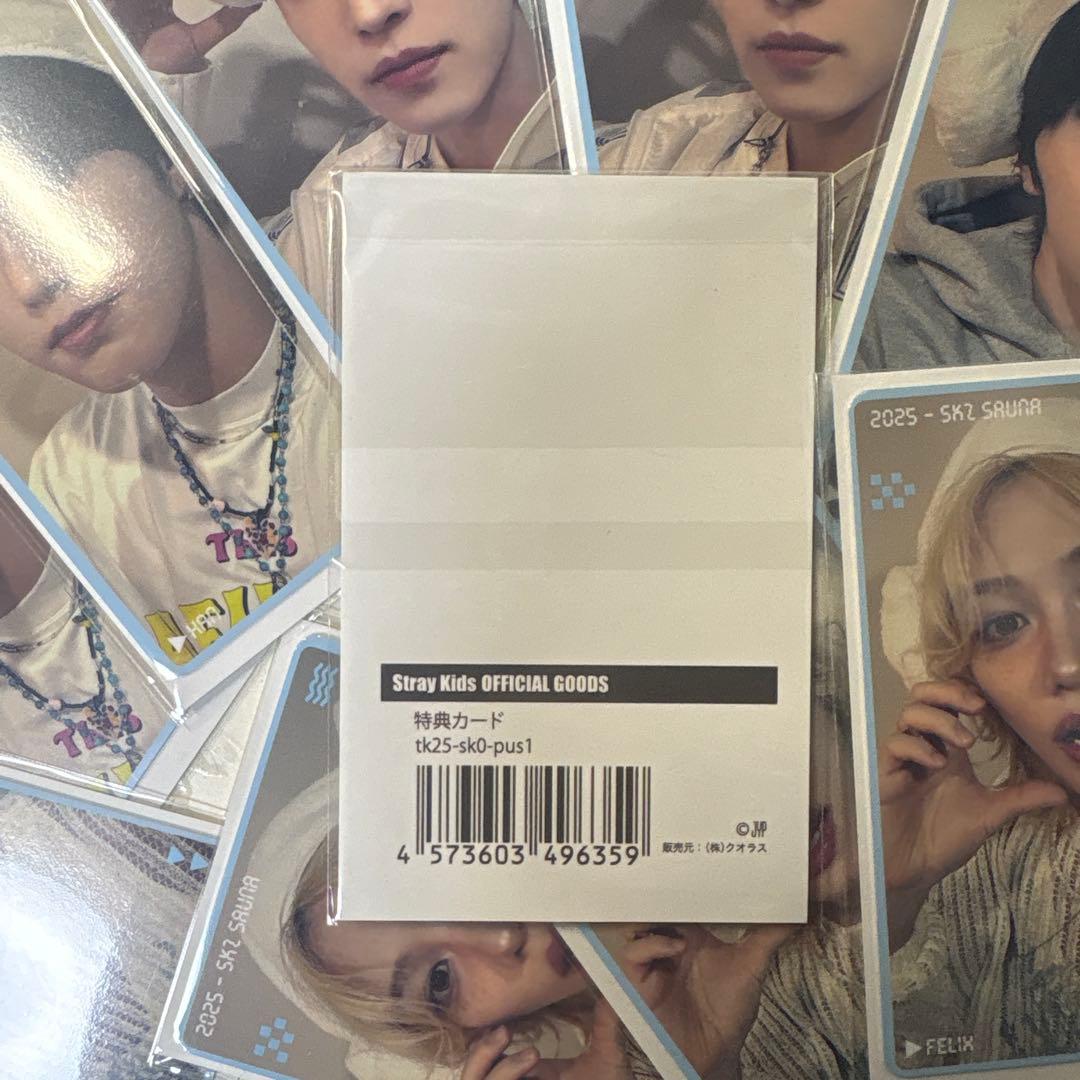 2025 - SKZ SAUNA
HAN
Stray Kids OFFICIAL GOODS
特典カード
tk25-sk0-pus1
4 573603 496359
©JYP
販売元：(株)クオラス
2025 - SKZ SAUNA
FELIX